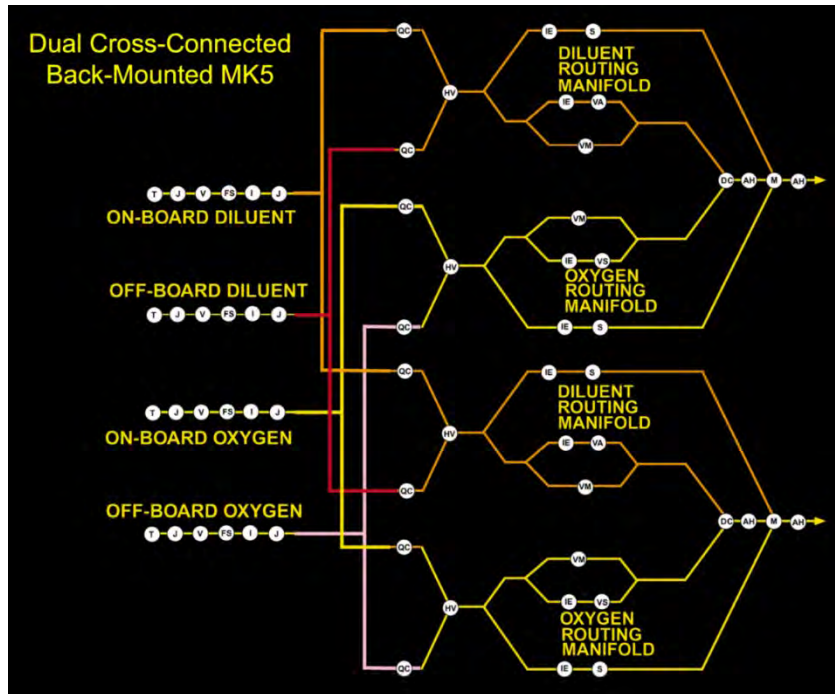 Dual Cross-Connected
Back-Mounted MK5
QC
IE S
DILUENT
ROUTING
MANIFOLD
HV
IE VA
QC
VM
T J V FS I J
ON-BOARD DILUENT
DC AH M AH
QC
VM
HV
IE VS
OXYGEN
ROUTING
MANIFOLD
OFF-BOARD DILUENT
T J V FS I J
QC
IE S
QC
IE S
DILUENT
ROUTING
MANIFOLD
T J V FS I J
ON-BOARD OXYGEN
HV
IE VA
QC
VM
OFF-BOARD OXYGEN
T J V FS I J
DC AH M AH
QC
VM
HV
IE VS
OXYGEN
ROUTING
MANIFOLD
QC
IE S